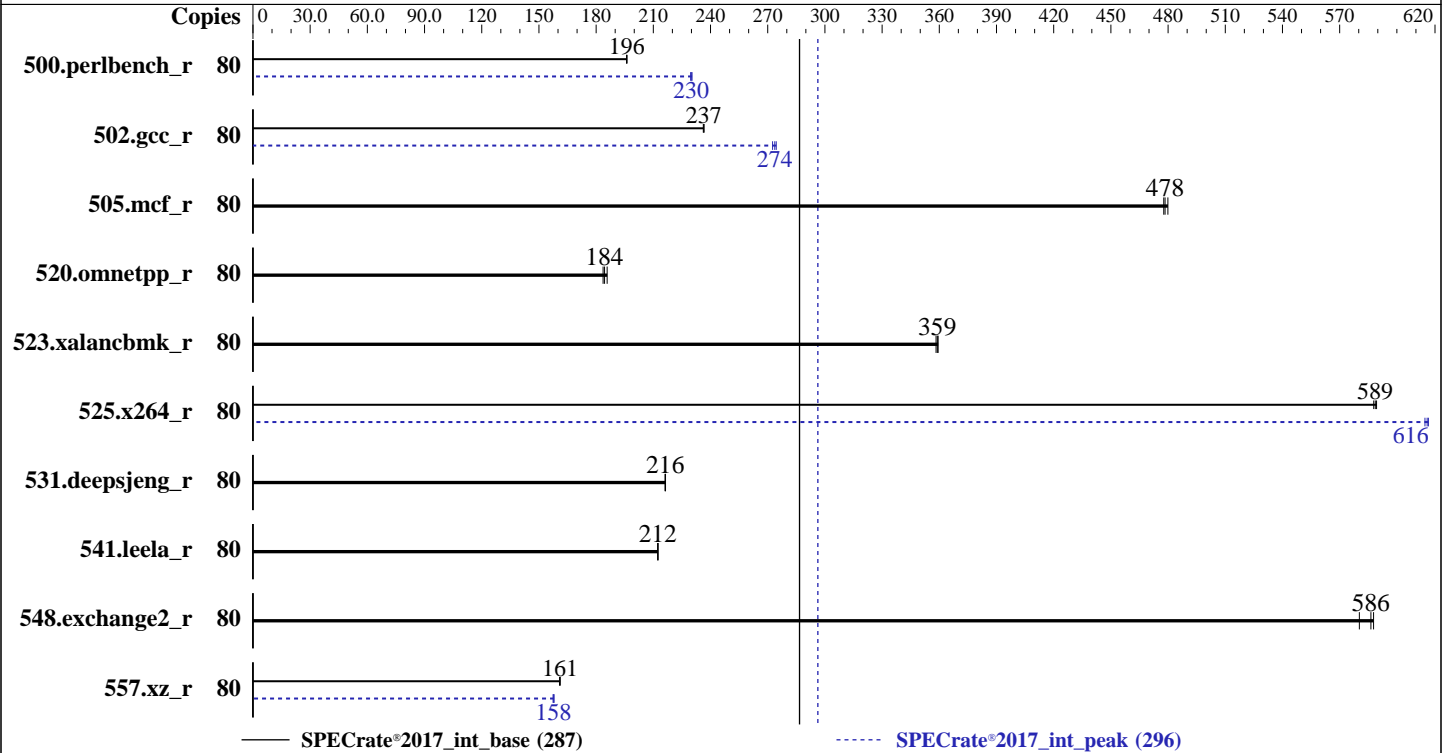 Copies 0 30.0 60.0 90.0 120 150 180 210 240 270 300 330 360 390 420 450 480 510 540 570 620
196
500.perlbench_r 80
230
237
502.gcc_r 80
274
478
505.mcf_r 80
184
520.omnetpp_r 80
359
523.xalancbmk_r 80
589
525.x264_r 80
616
216
531.deepsjeng_r 80
212
541.leela_r 80
586
548.exchange2_r 80
161
557.xz_r 80
158
SPECrate®2017_int_base (287) SPECrate®2017_int_peak (296)